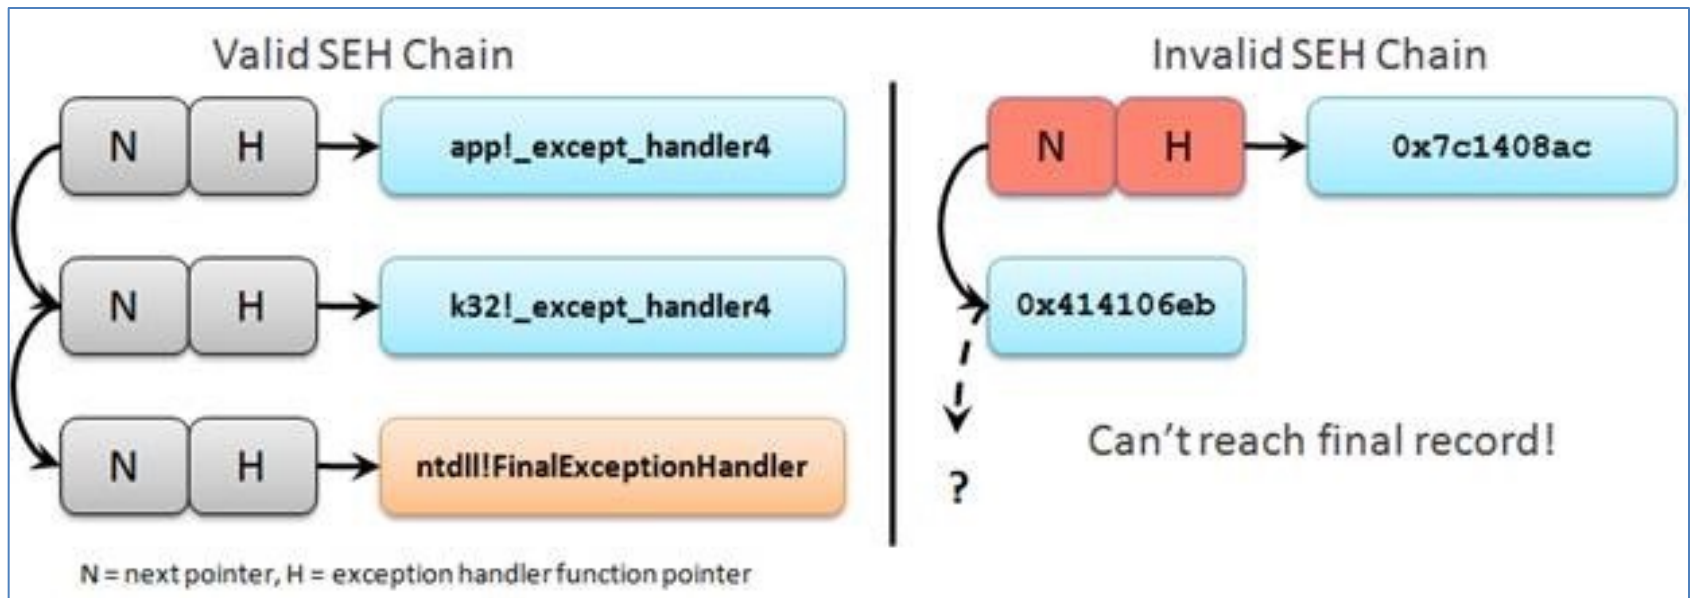 Valid SEH Chain
N H app!_except_handler4
N H k32!_except_handler4
N H ntdll!FinalExceptionHandler
N = next pointer, H = exception handler function pointer
Invalid SEH Chain
N H 0x7c1408ac
0x414106eb
Can't reach final record!
?